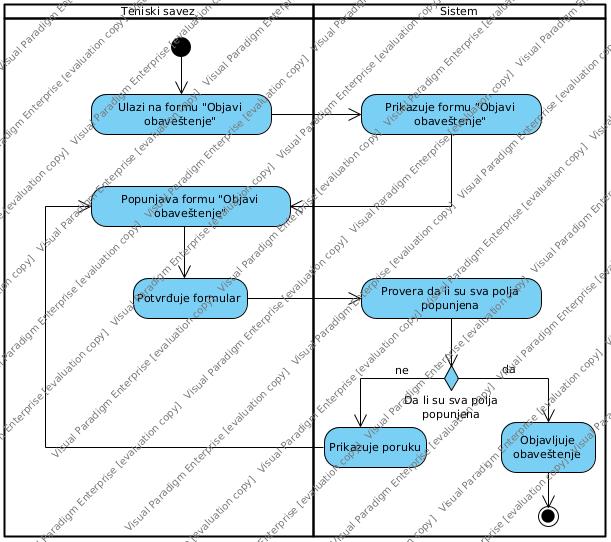 Teniski savez
Sistem
Ulazi na formu "Objavi
obaveštenje"
Prikazuje formu "Objavi
obaveštenje"
Popunjava formu "Objavi
obaveštenje"
Potvrđuje formular
Provera da li su sva polja
popunjena
ne
da
Da li su sva polja
popunjena
Prikazuje poruku
Objavljuje
obaveštenje
Visual Paradigm Enterprise [evaluation copy]